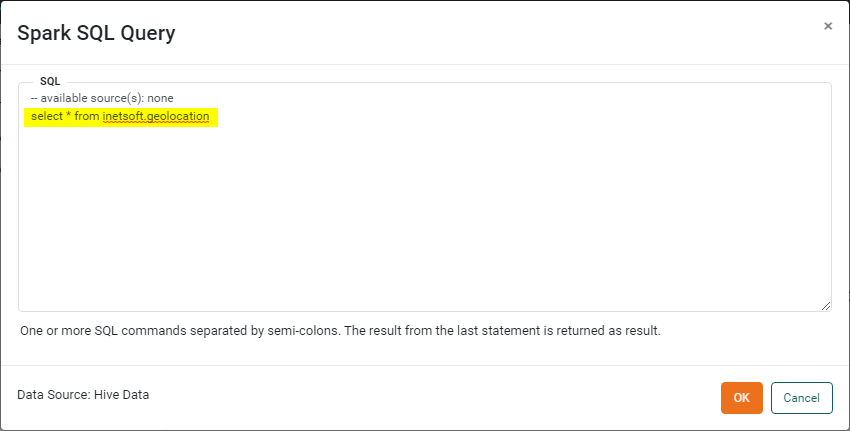 Spark SQL Query
×
SQL
-- available source(s): none
select * from inetsoft.geolocation
One or more SQL commands separated by semi-colons. The result from the last statement is returned as result.
Data Source: Hive Data
OK
Cancel